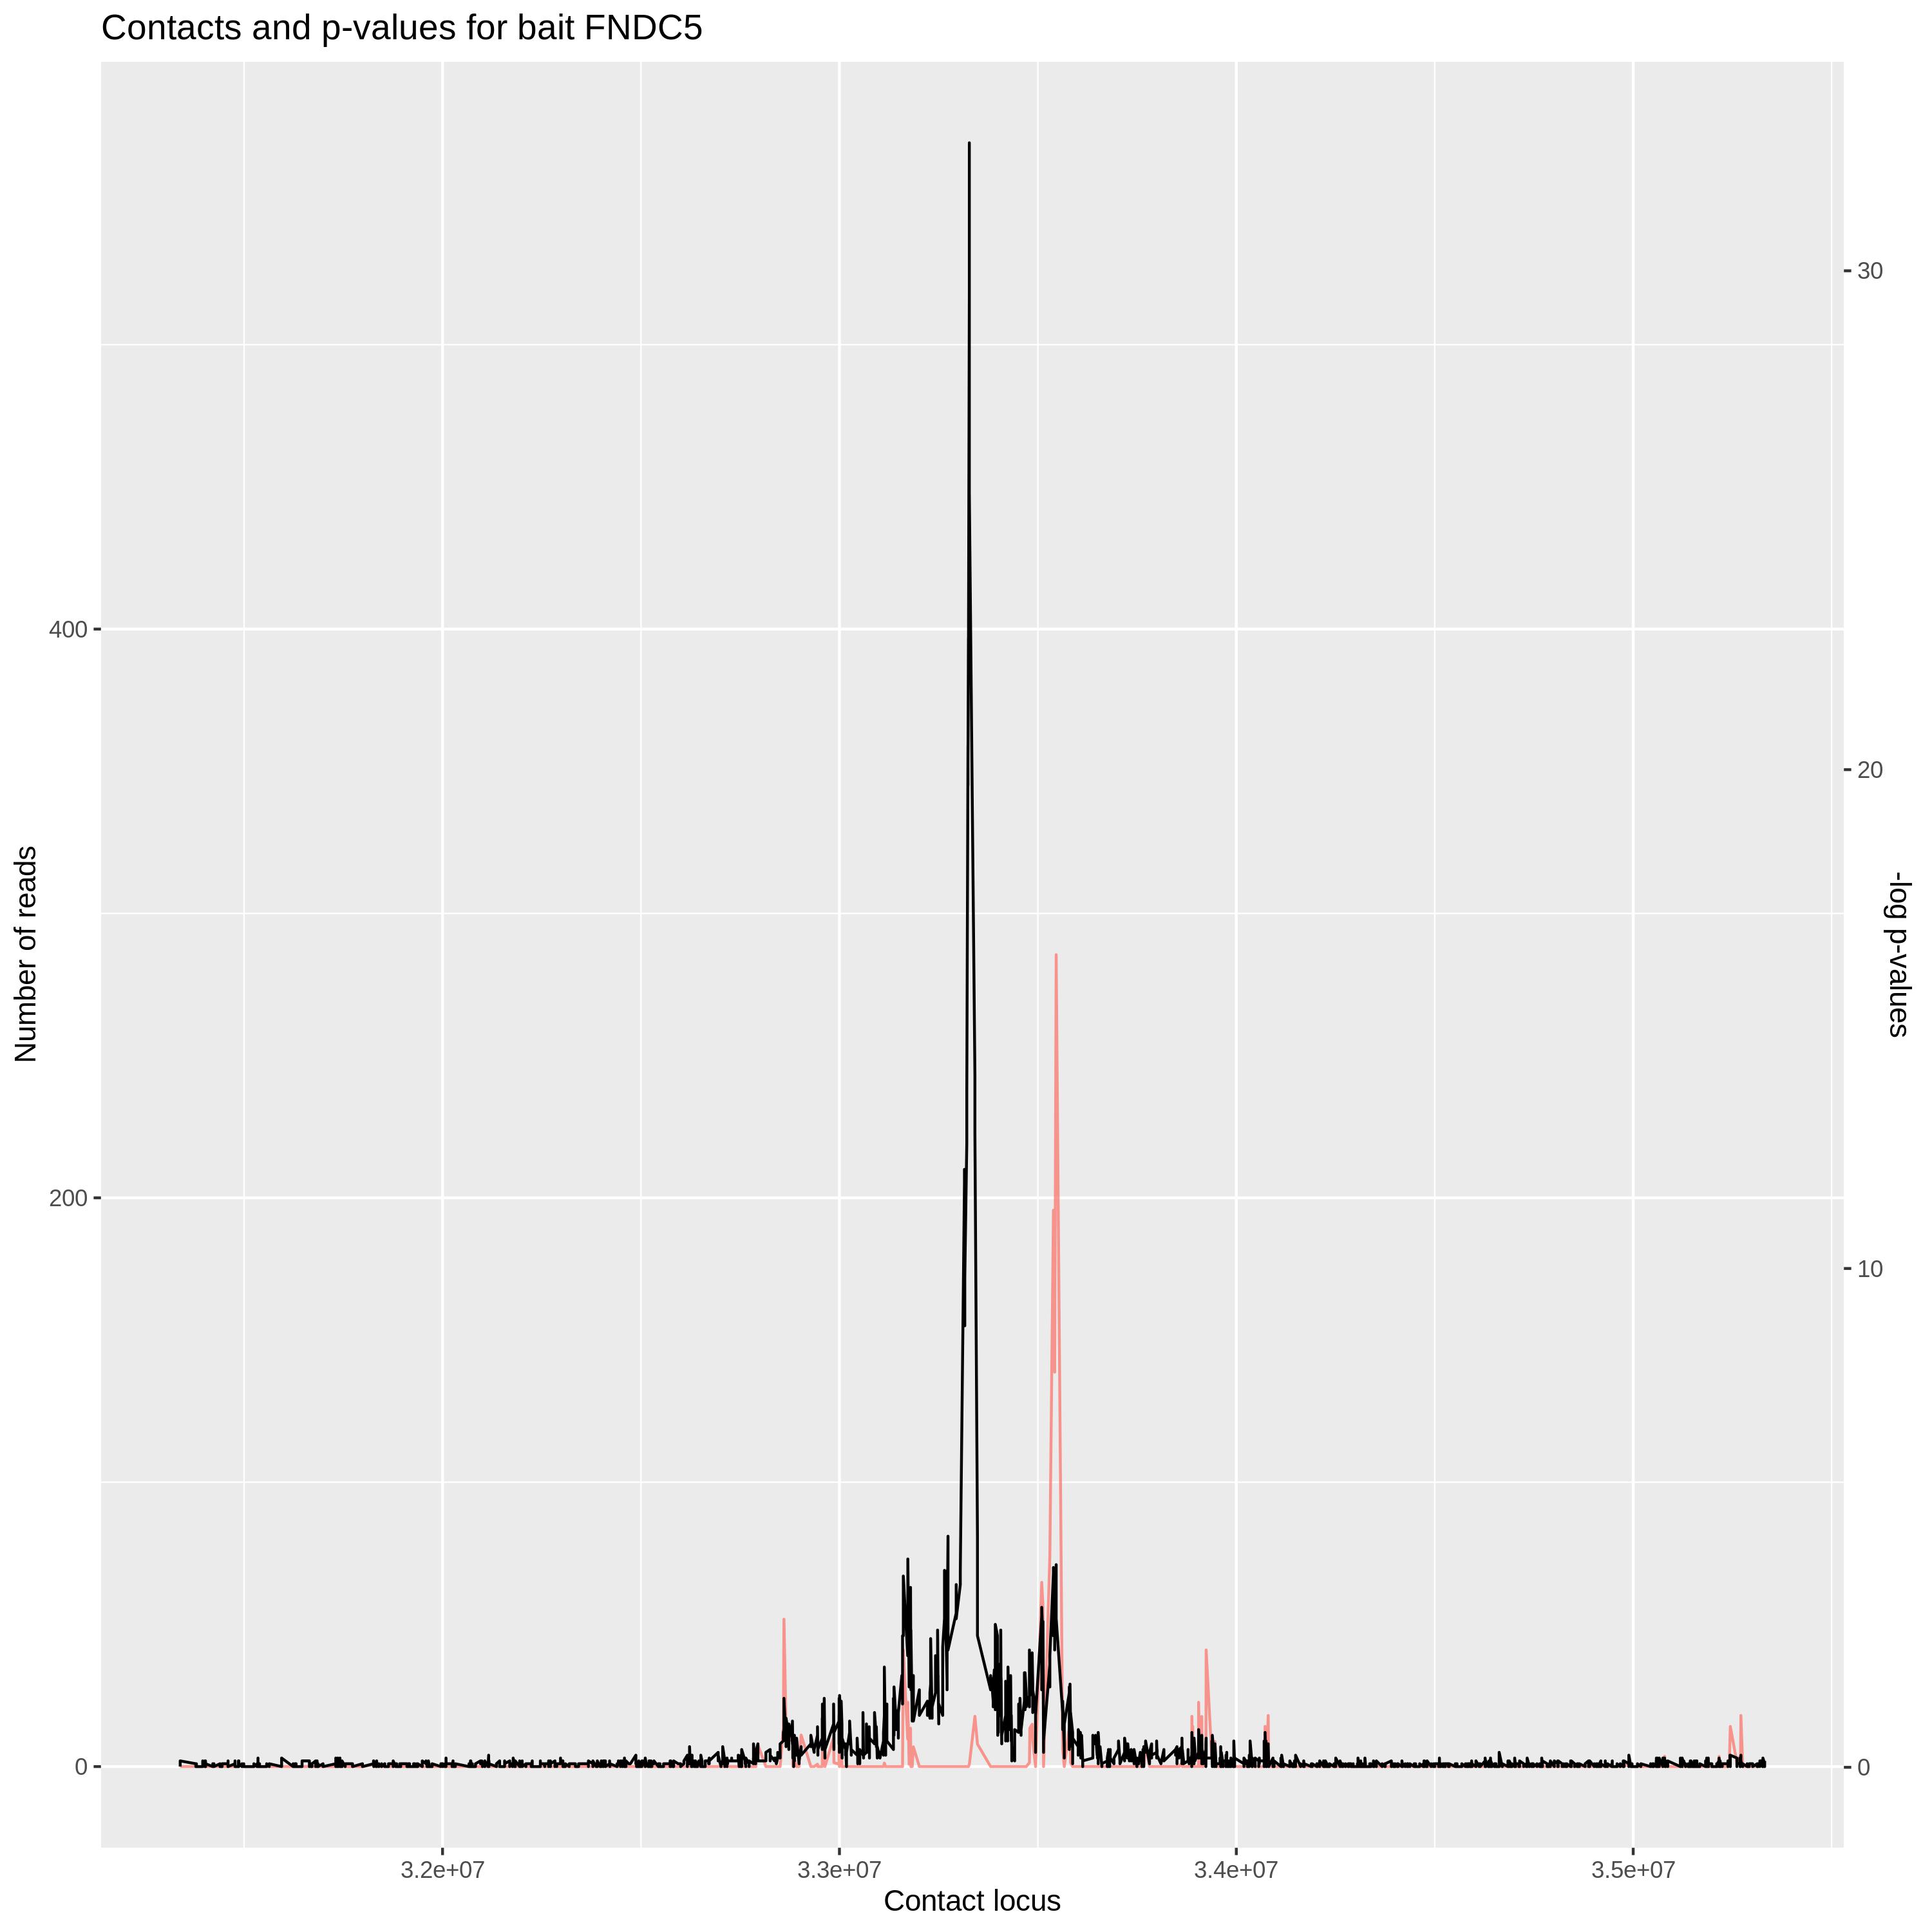 Contacts and p-values for bait FNDC5
Number of reads
400
200
0
30
20
10
0
-log p-values
3.2e+07
3.3e+07
3.4e+07
3.5e+07
Contact locus